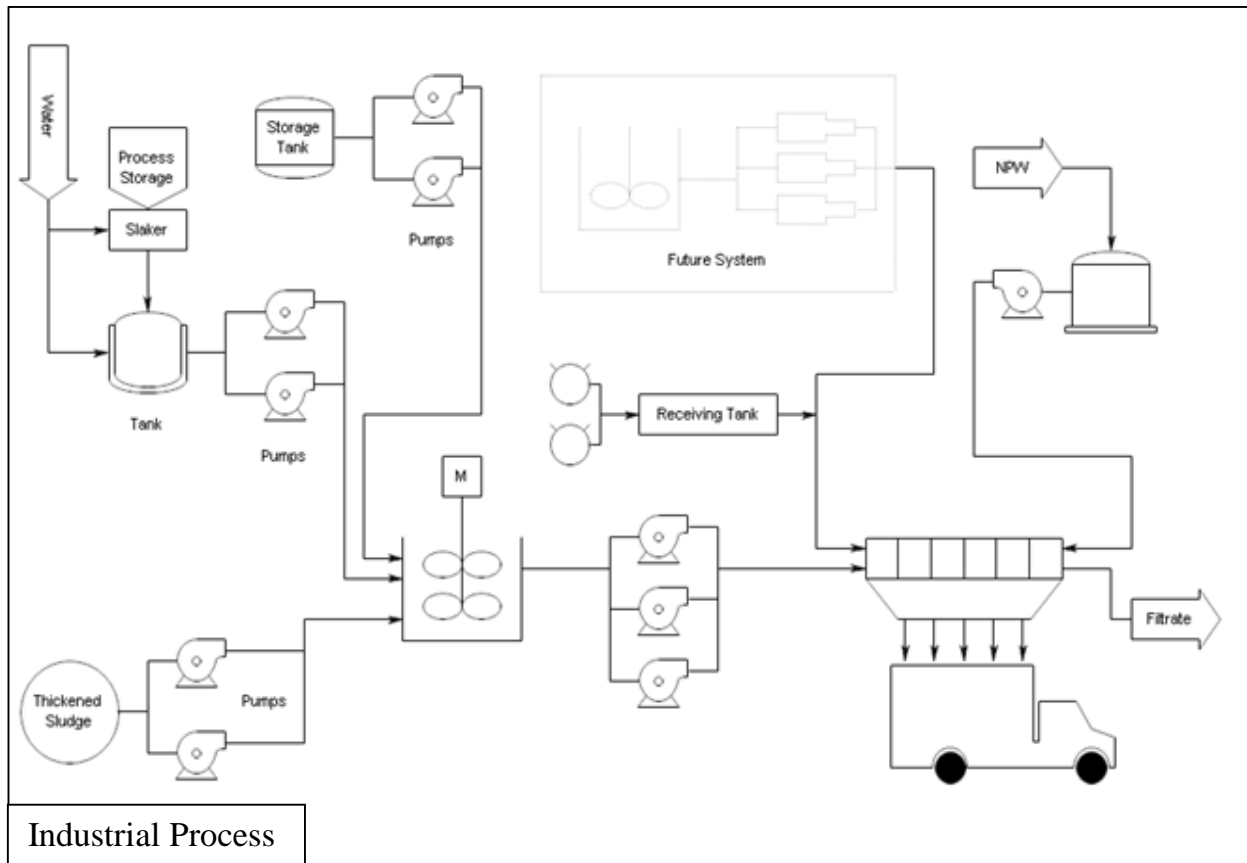 Water
Process
Storage
Slaker
Storage
Tank
Pumps
Future System
NPW
Tank
Pumps
Receiving Tank
M
Thickened
Sludge
Pumps
Filtrate
Industrial Process